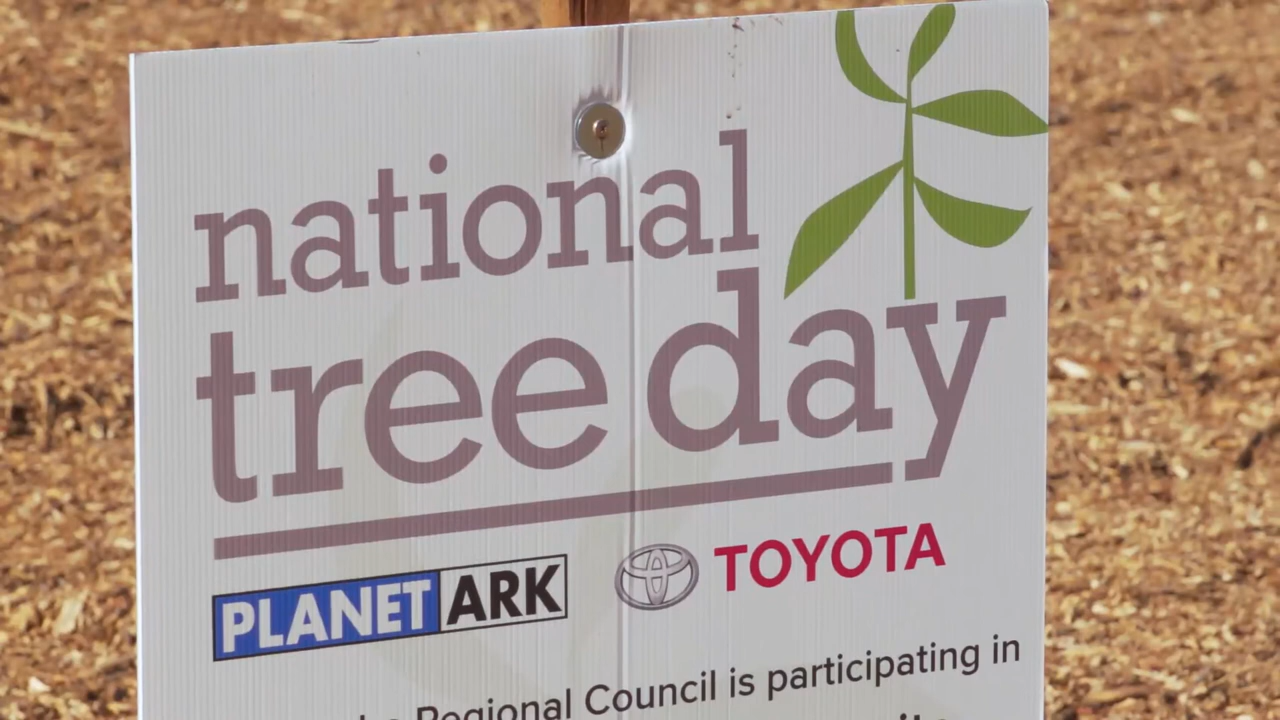 national
tree day
PLANET ARK TOYOTA
Regional Council is participating in